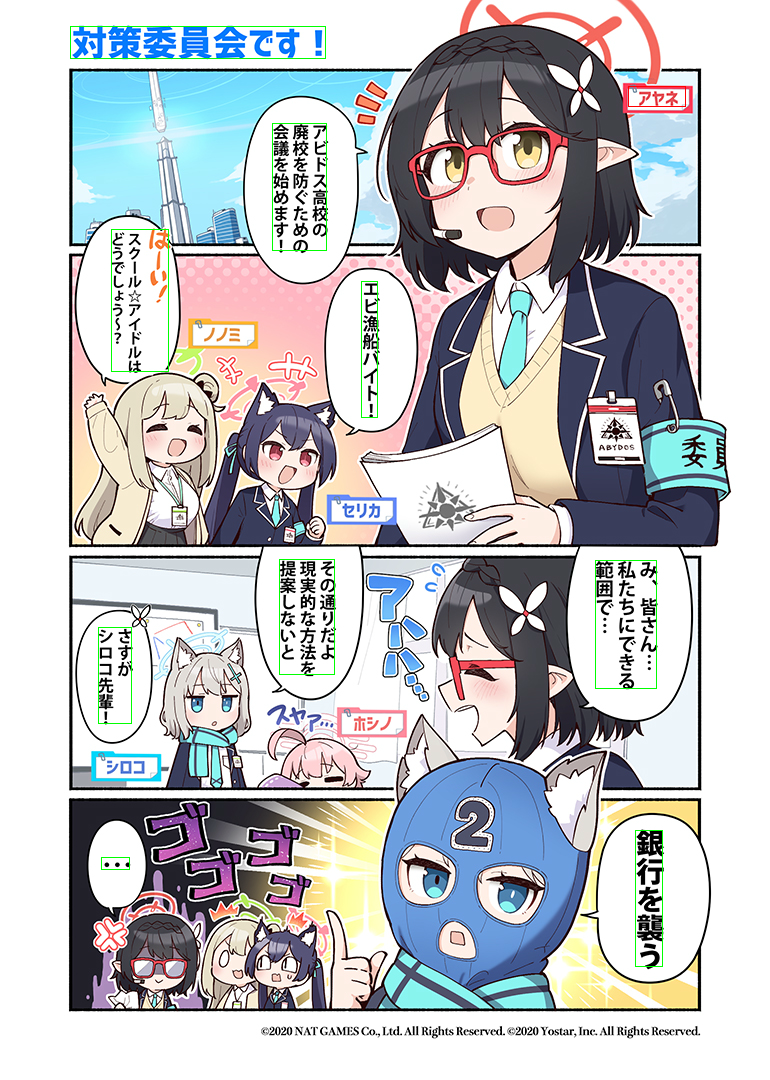 対策委員会です！
アヤネ
アビドス高校の
廃校を防ぐための
会議を始めます！
エビ漁船バイト！
はーい！
スクール☆アイドルは
どうでしょう～？
ノノミ
セリカ
ABYDOS
委員
み、皆さん…
私たちにできる
範囲で…
アハハ…
その通りだよ
現実的な方法を
提案しないと
さすが
シロコ先輩！
スヤァ…
ホシノ
シロコ
銀行を襲う
2
ゴゴゴゴ
…
©2020 NAT GAMES Co., Ltd. All Rights Reserved. ©2020 Yostar, Inc. All Rights Reserved.